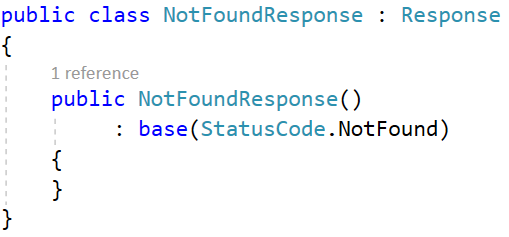 public class NotFoundResponse : Response
{
1 reference
public NotFoundResponse()
: base(StatusCode.NotFound)
{
}
}